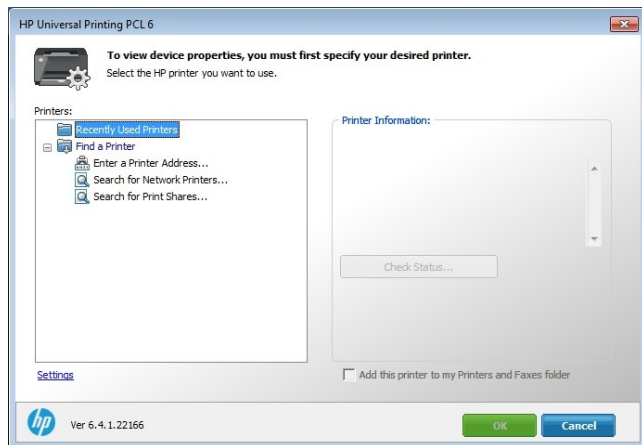 HP Universal Printing PCL 6
To view device properties, you must first specify your desired printer.
Select the HP printer you want to use.
Printers:
Recently Used Printers
Find a Printer
Enter a Printer Address...
Search for Network Printers...
Search for Print Shares...
Printer Information:
Check Status...
Settings
Add this printer to my Printers and Faxes folder
hp
Ver 6.4.1.22166
OK
Cancel